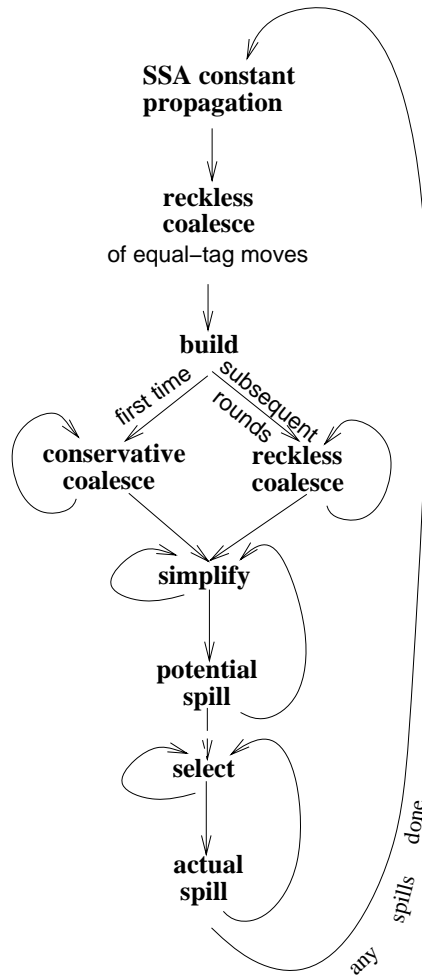 SSA constant
propagation
reckless
coalesce
of equal−tag moves
build
first time
subsequent
rounds
conservative
coalesce
reckless
coalesce
simplify
potential
spill
select
actual
spill
any spills done